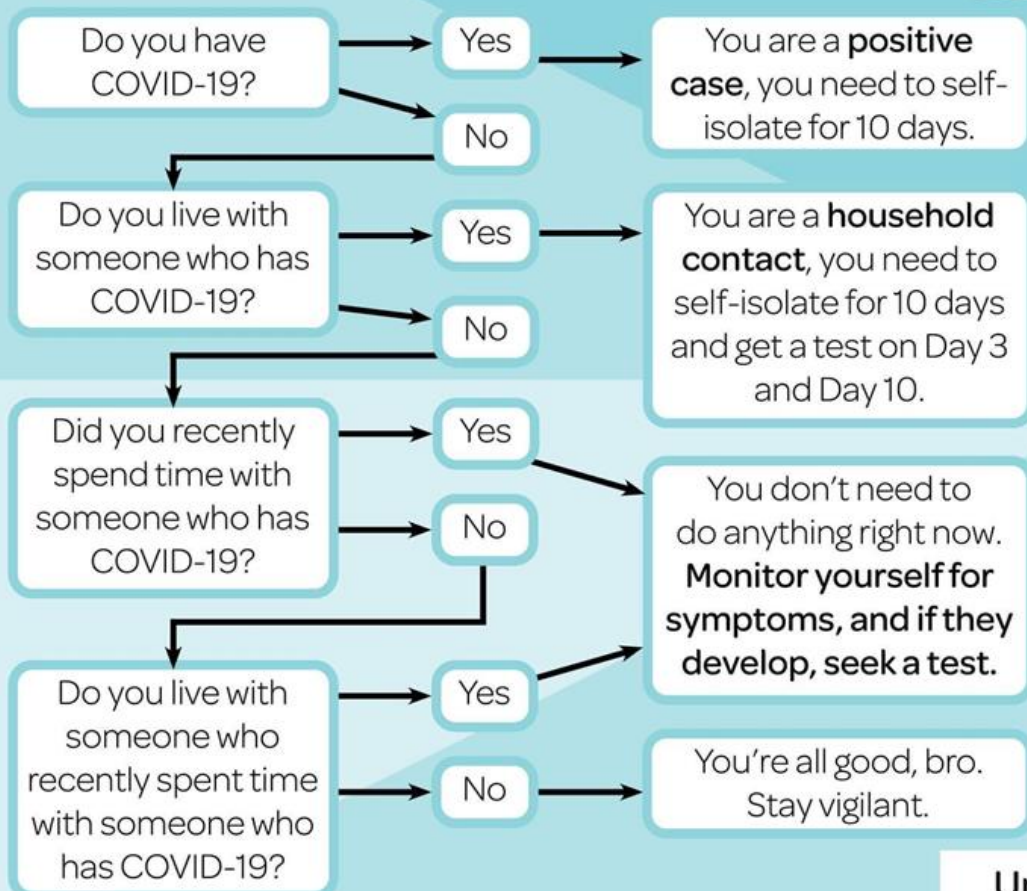 Do you have
COVID-19?
Yes
You are a positive
case, you need to self-
isolate for 10 days.
No
Do you live with
someone who has
COVID-19?
Yes
You are a household
contact, you need to
self-isolate for 10 days
and get a test on Day 3
and Day 10.
No
Did you recently
spend time with
someone who has
COVID-19?
Yes
No
You don't need to
do anything right now.
Monitor yourself for
symptoms, and if they
develop, seek a test.
Do you live with
someone who
recently spent time
with someone who
has COVID-19?
Yes
No
You're all good, bro.
Stay vigilant.